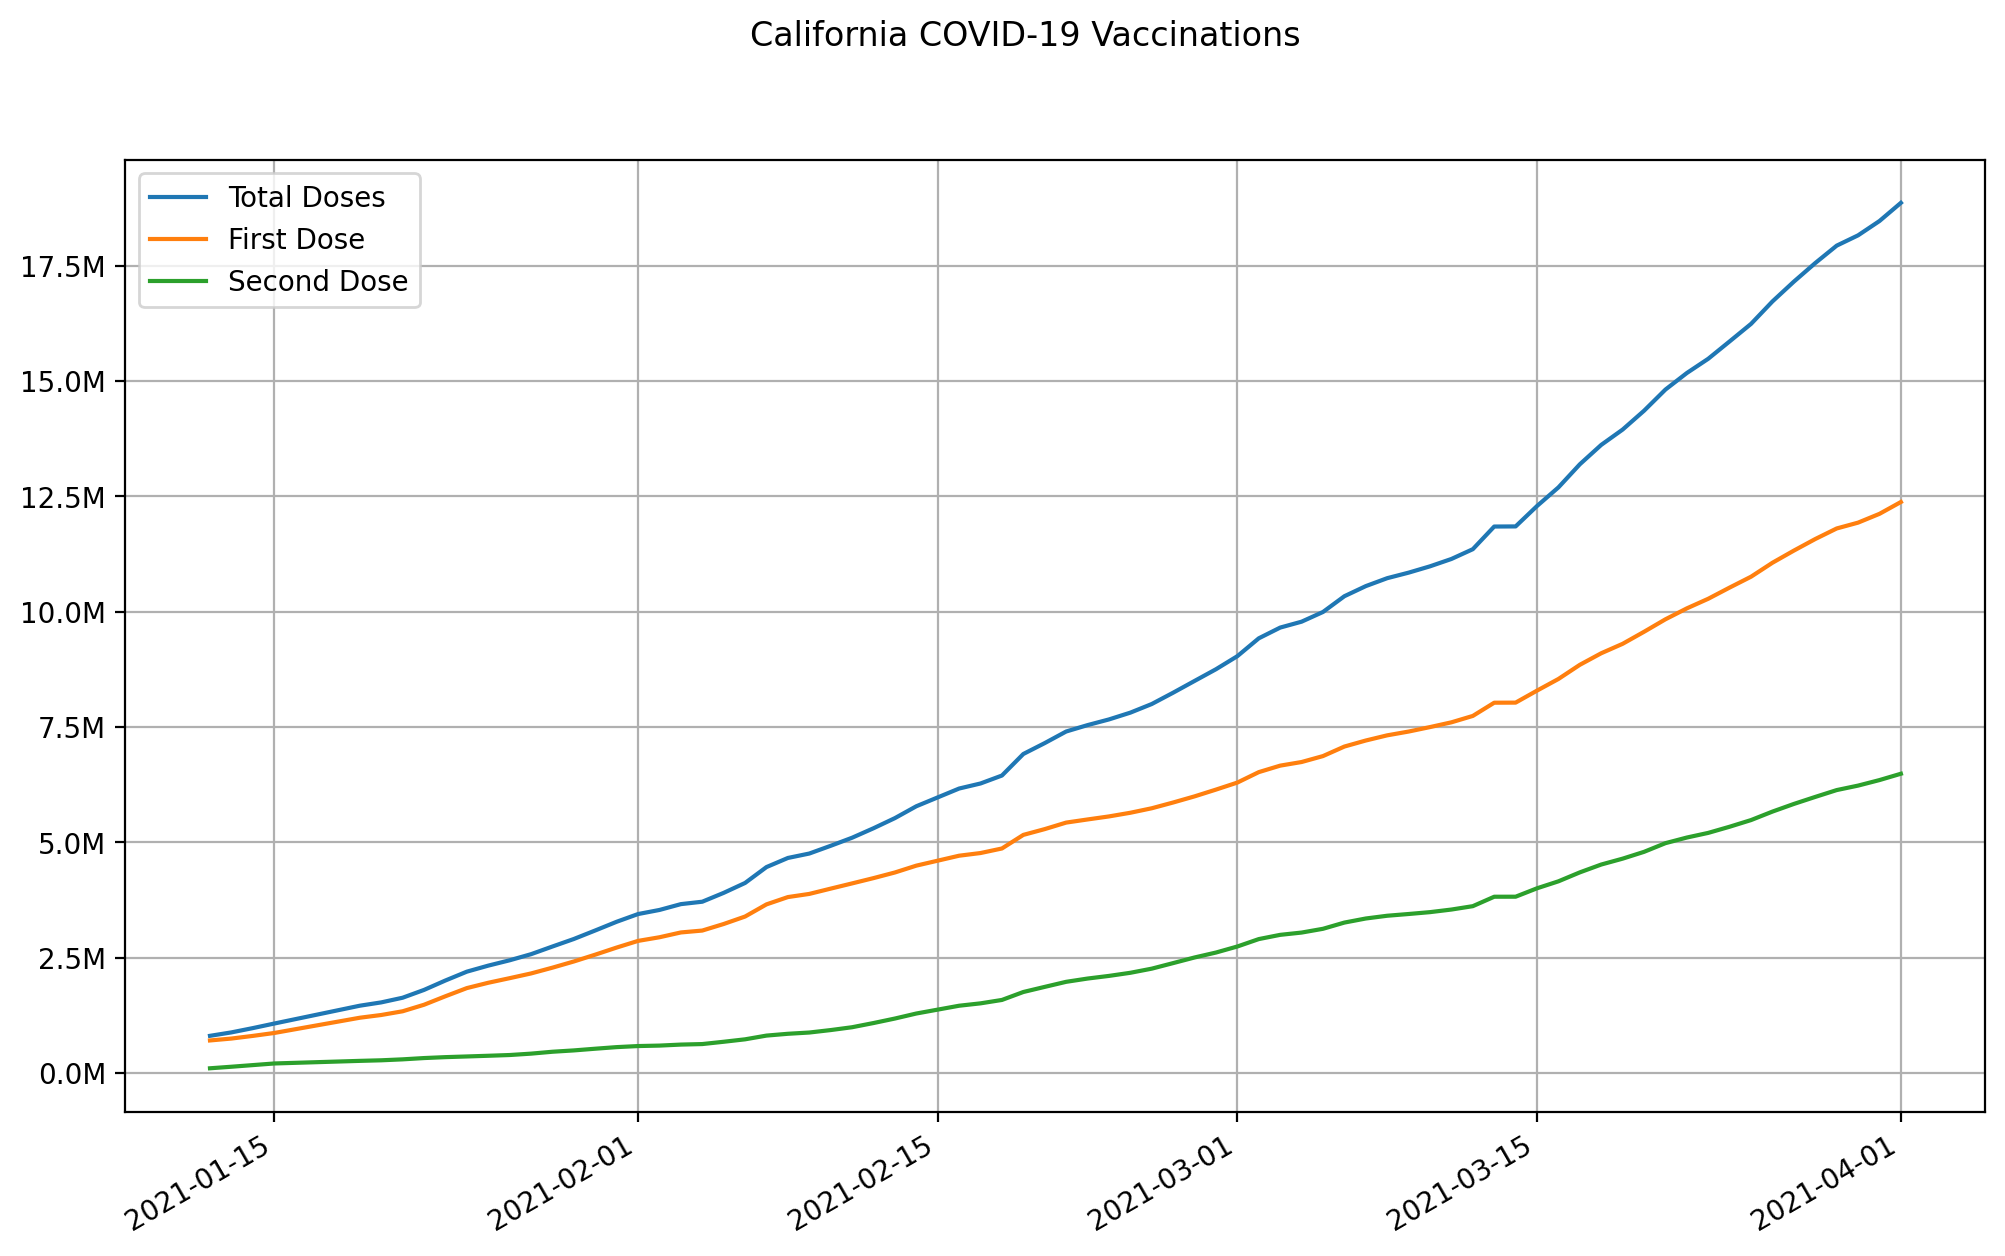 California COVID-19 Vaccinations
Total Doses
First Dose
Second Dose
17.5M
15.0M
12.5M
10.0M
7.5M
5.0M
2.5M
0.0M
2021-01-15
2021-02-01
2021-02-15
2021-03-01
2021-03-15
2021-04-01